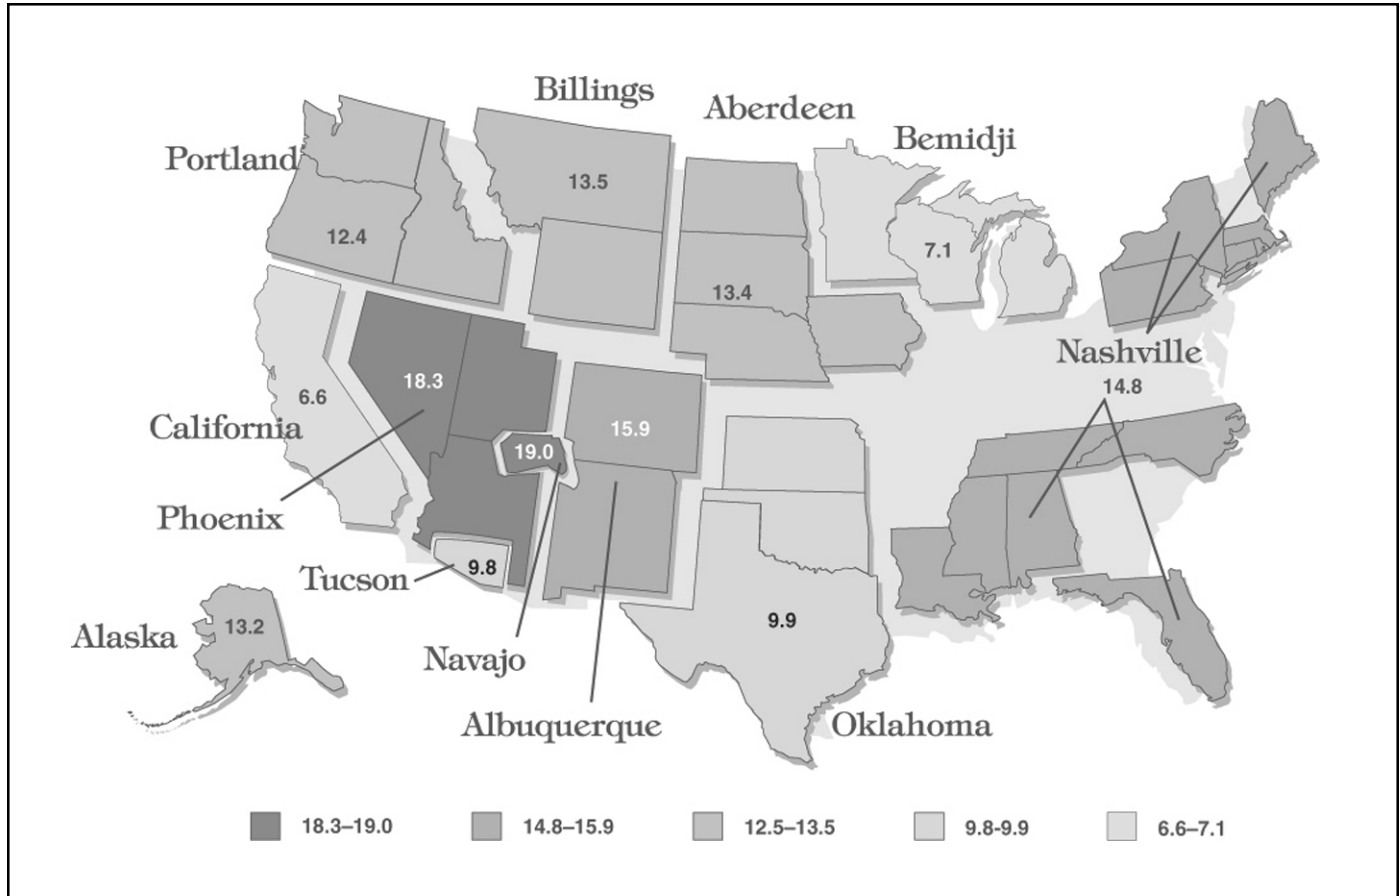 Billings
Aberdeen
Bemidji
Portland
13.5
12.4
7.1
13.4
Nashville
18.3
14.8
6.6
15.9
California
19.0
Phoenix
9.8
Tucson
9.9
13.2
Alaska
Navajo
Albuquerque
Oklahoma
18.3–19.0
14.8–15.9
12.5–13.5
9.8-9.9
6.6–7.1